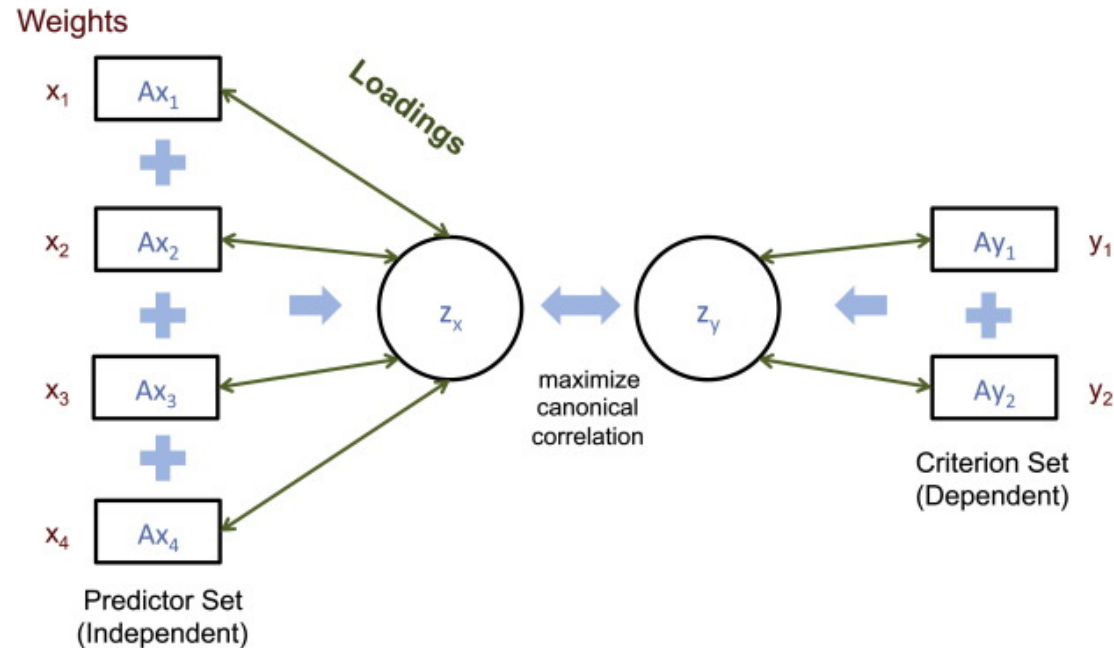 Weights
x₁
Ax₁
Loadings
x₂
Ax₂
x₃
Ax₃
x₄
Ax₄
Predictor Set
(Independent)
zₓ
maximize
canonical
correlation
z_y
Ay₁
y₁
Ay₂
y₂
Criterion Set
(Dependent)